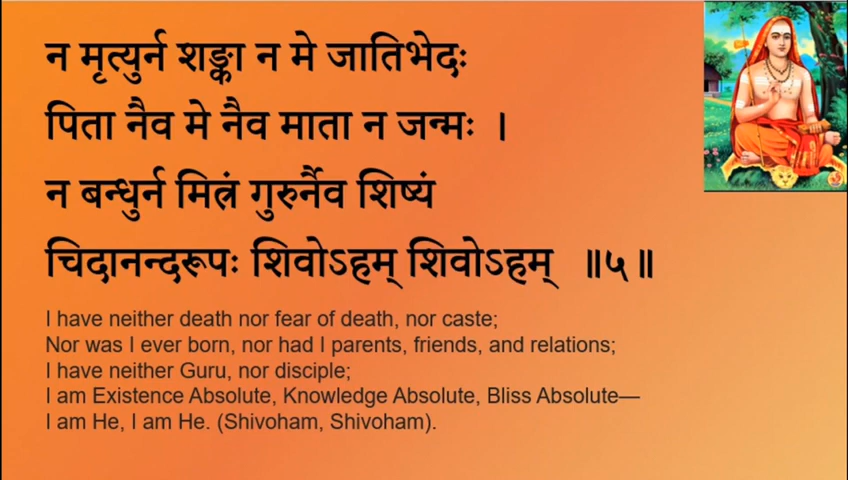 न मृत्युर्न शङ्का न मे जातिभेदः
पिता नैव मे नैव माता न जन्मः ।
न बन्धुर्न मित्रं गुरुर्नैव शिष्यं
चिदानन्दरूपः शिवोऽहम् शिवोऽहम् ॥५॥
I have neither death nor fear of death, nor caste;
Nor was I ever born, nor had I parents, friends, and relations;
I have neither Guru, nor disciple;
I am Existence Absolute, Knowledge Absolute, Bliss Absolute—
I am He, I am He. (Shivoham, Shivoham).